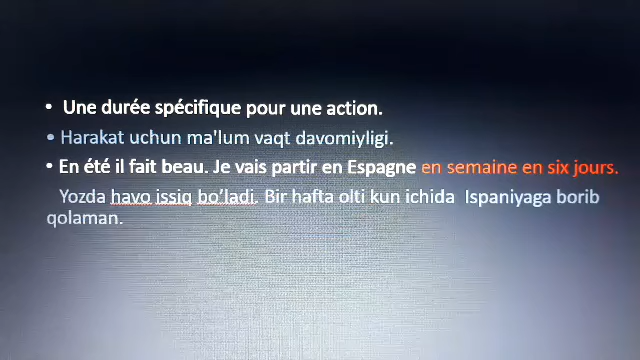 • Une durée spécifique pour une action.
• Harakat uchun ma'lum vaqt davomiyligi.
• En été il fait beau. Je vais partir en Espagne en semaine en six jours.
Yozda havo issiq bo'ladi. Bir hafta olti kun ichida Ispaniyaga borib
qolaman.